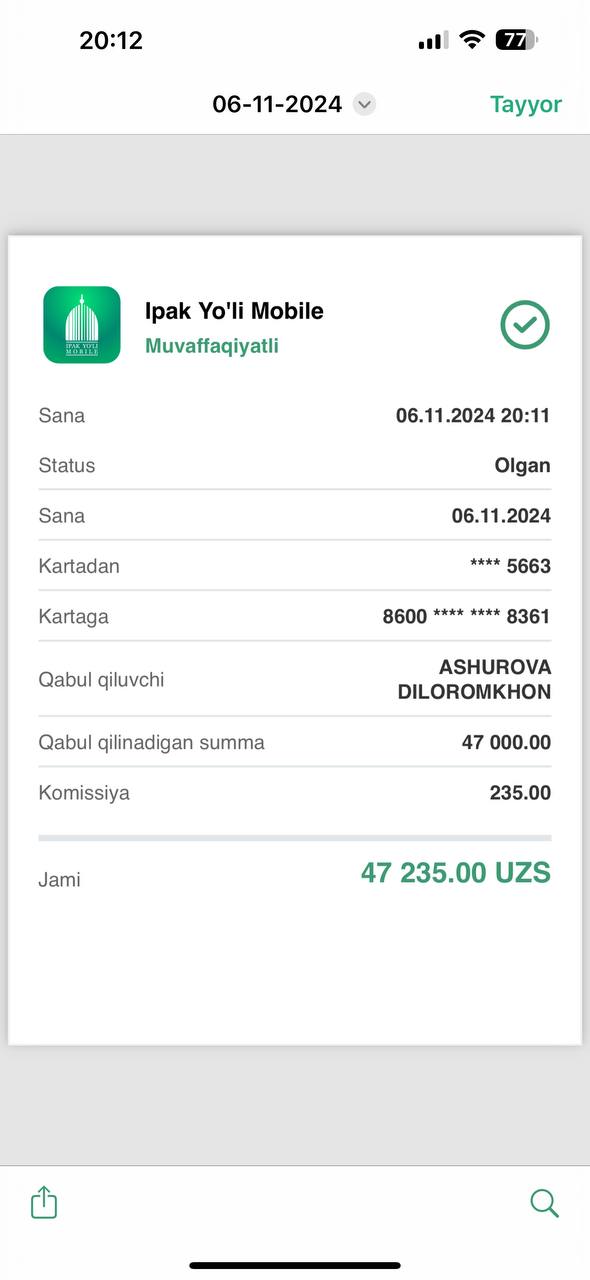 20:12
77
06-11-2024
Tayyor
IPAK YO'LI
MOBILE
Ipak Yo'li Mobile
Muvaffaqiyatli
Sana 06.11.2024 20:11
Status Olgan
Sana 06.11.2024
Kartadan **** 5663
Kartaga 8600 **** **** 8361
Qabul qiluvchi ASHUROVA
DILOROMKHON
Qabul qilinadigan summa 47 000.00
Komissiya 235.00
Jami 47 235.00 UZS